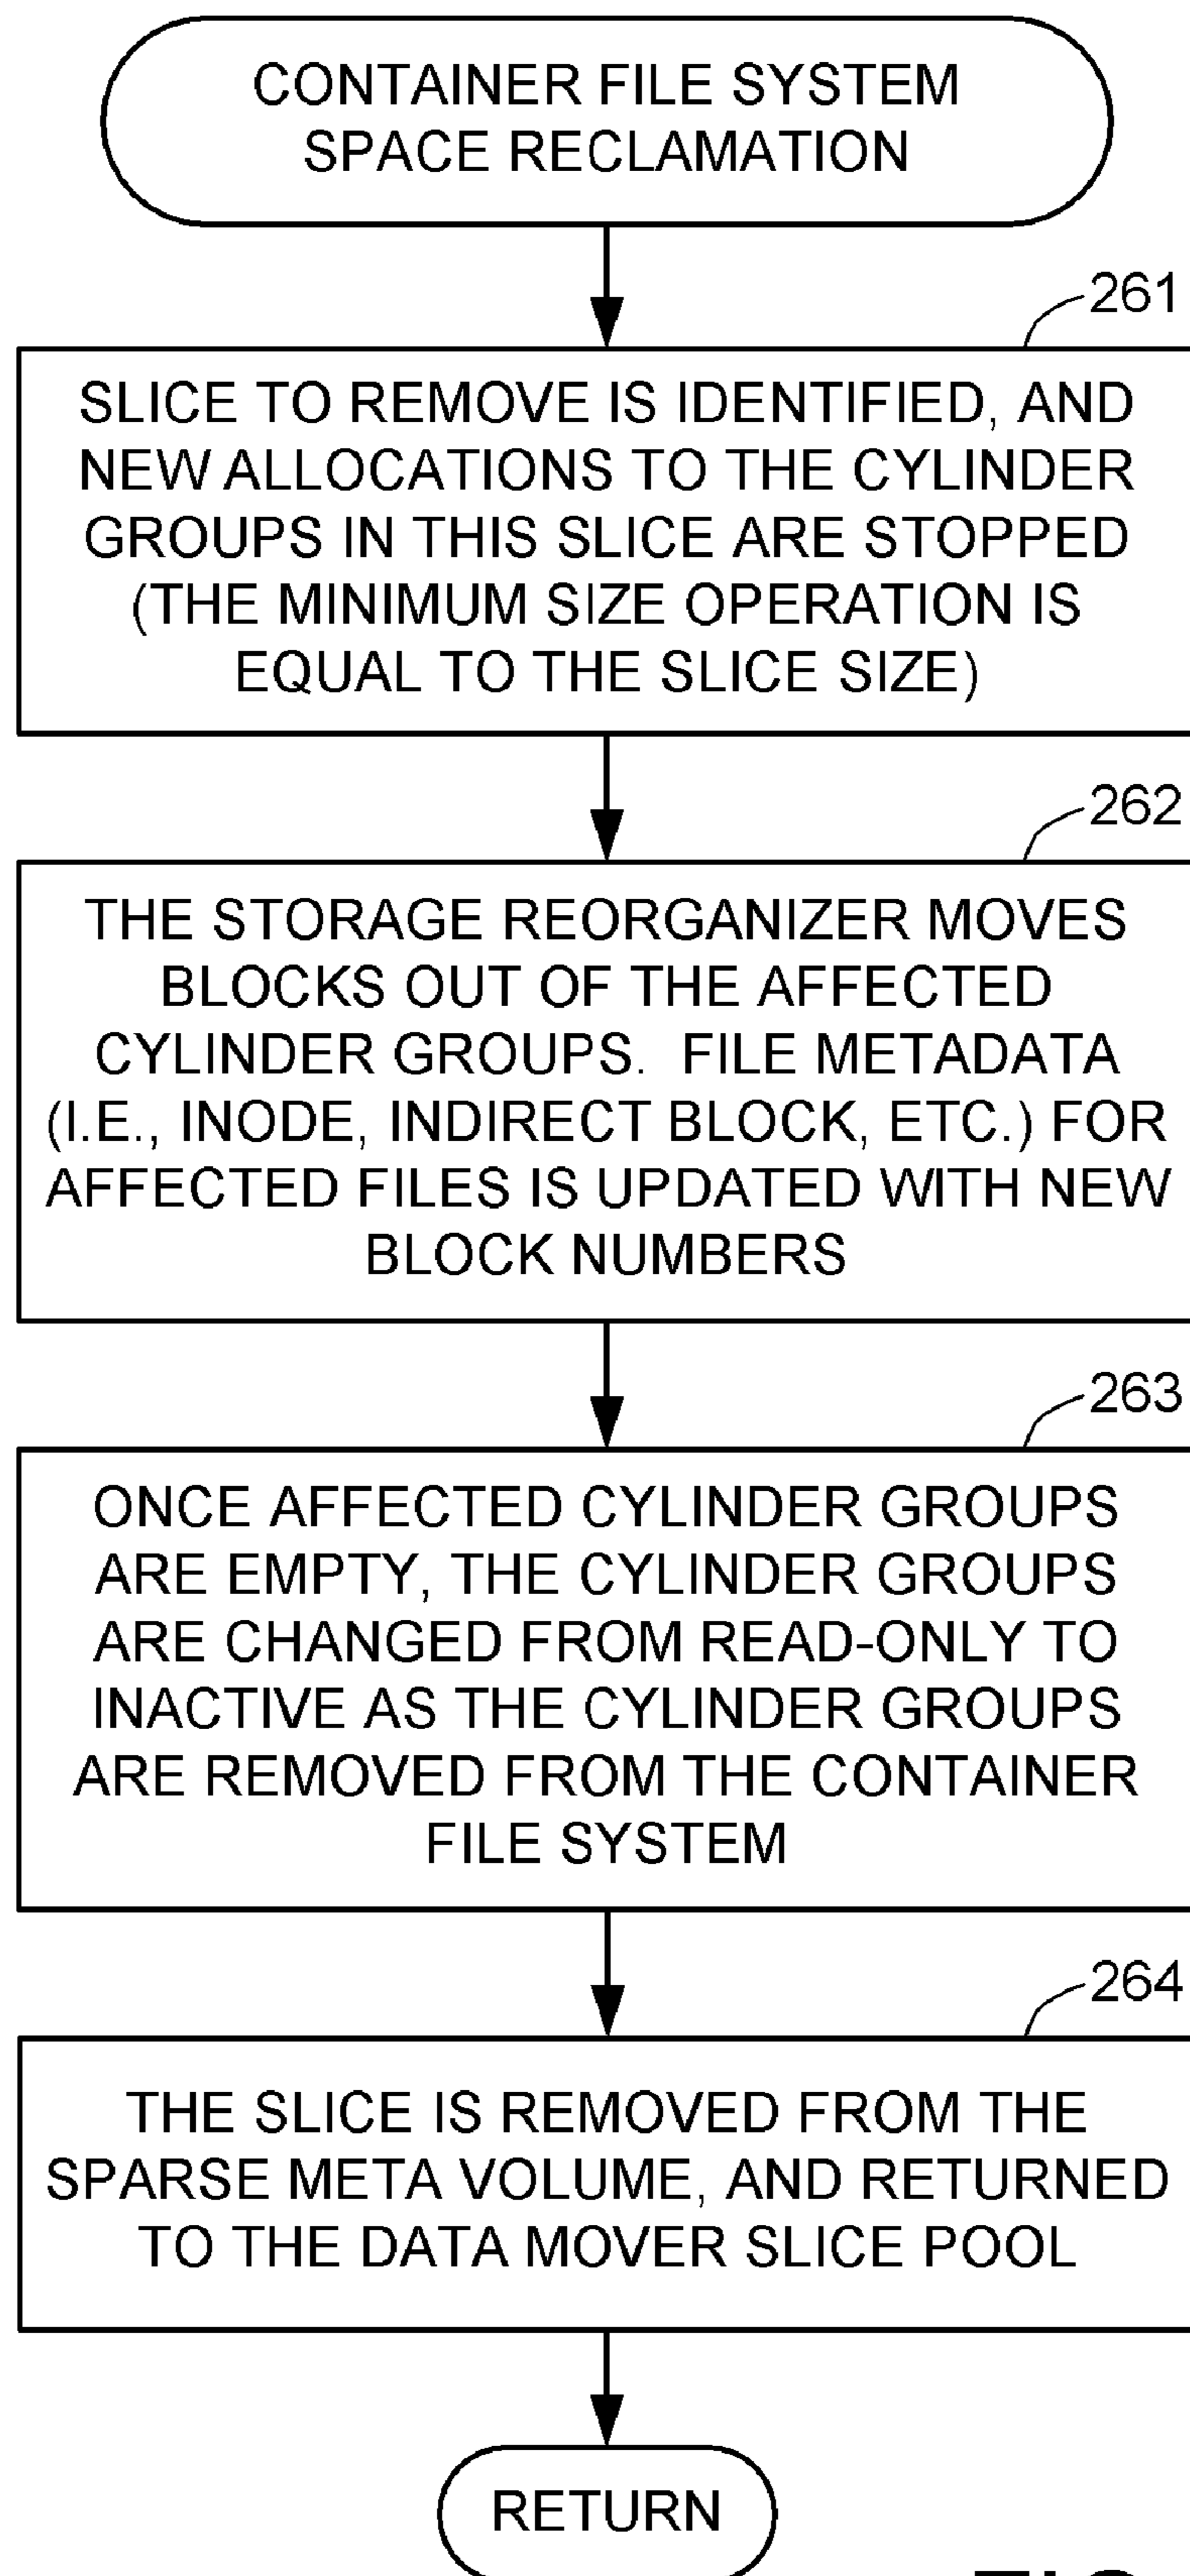 CONTAINER FILE SYSTEM
SPACE RECLAMATION
261
SLICE TO REMOVE IS IDENTIFIED, AND
NEW ALLOCATIONS TO THE CYLINDER
GROUPS IN THIS SLICE ARE STOPPED
(THE MINIMUM SIZE OPERATION IS
EQUAL TO THE SLICE SIZE)
262
THE STORAGE REORGANIZER MOVES
BLOCKS OUT OF THE AFFECTED
CYLINDER GROUPS. FILE METADATA
(I.E., INODE, INDIRECT BLOCK, ETC.) FOR
AFFECTED FILES IS UPDATED WITH NEW
BLOCK NUMBERS
263
ONCE AFFECTED CYLINDER GROUPS
ARE EMPTY, THE CYLINDER GROUPS
ARE CHANGED FROM READ-ONLY TO
INACTIVE AS THE CYLINDER GROUPS
ARE REMOVED FROM THE CONTAINER
FILE SYSTEM
264
THE SLICE IS REMOVED FROM THE
SPARSE META VOLUME, AND RETURNED
TO THE DATA MOVER SLICE POOL
RETURN